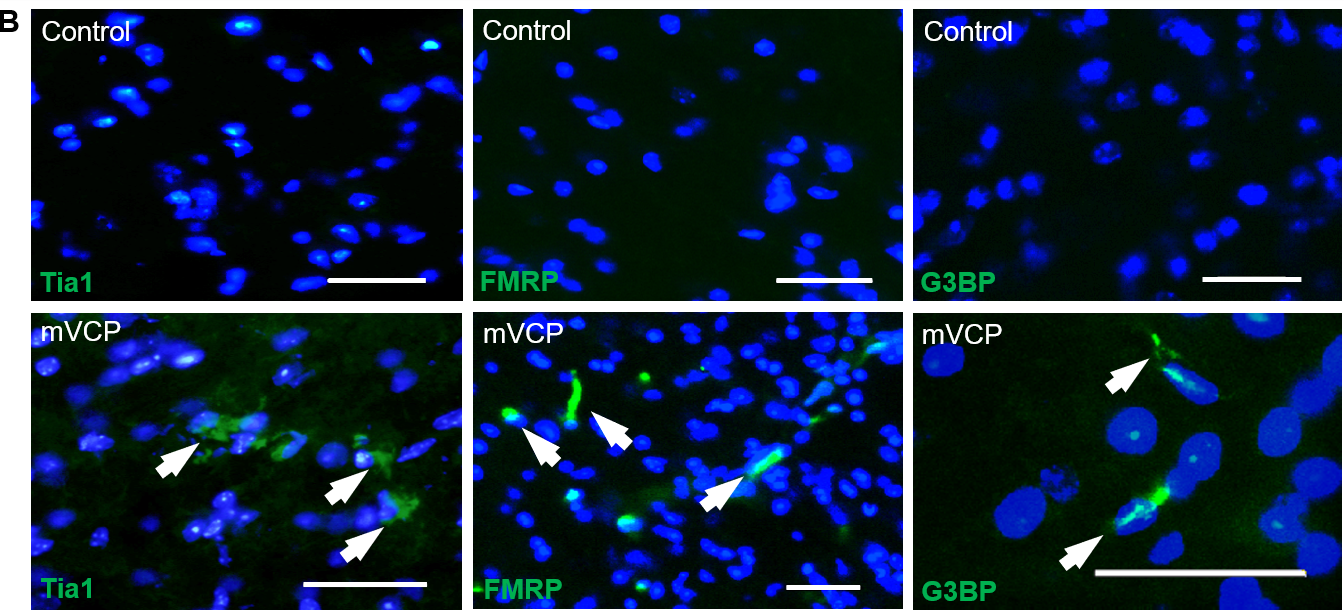 B
Control
Control
Control
Tia1
FMRP
G3BP
mVCP
mVCP
mVCP
Tia1
FMRP
G3BP